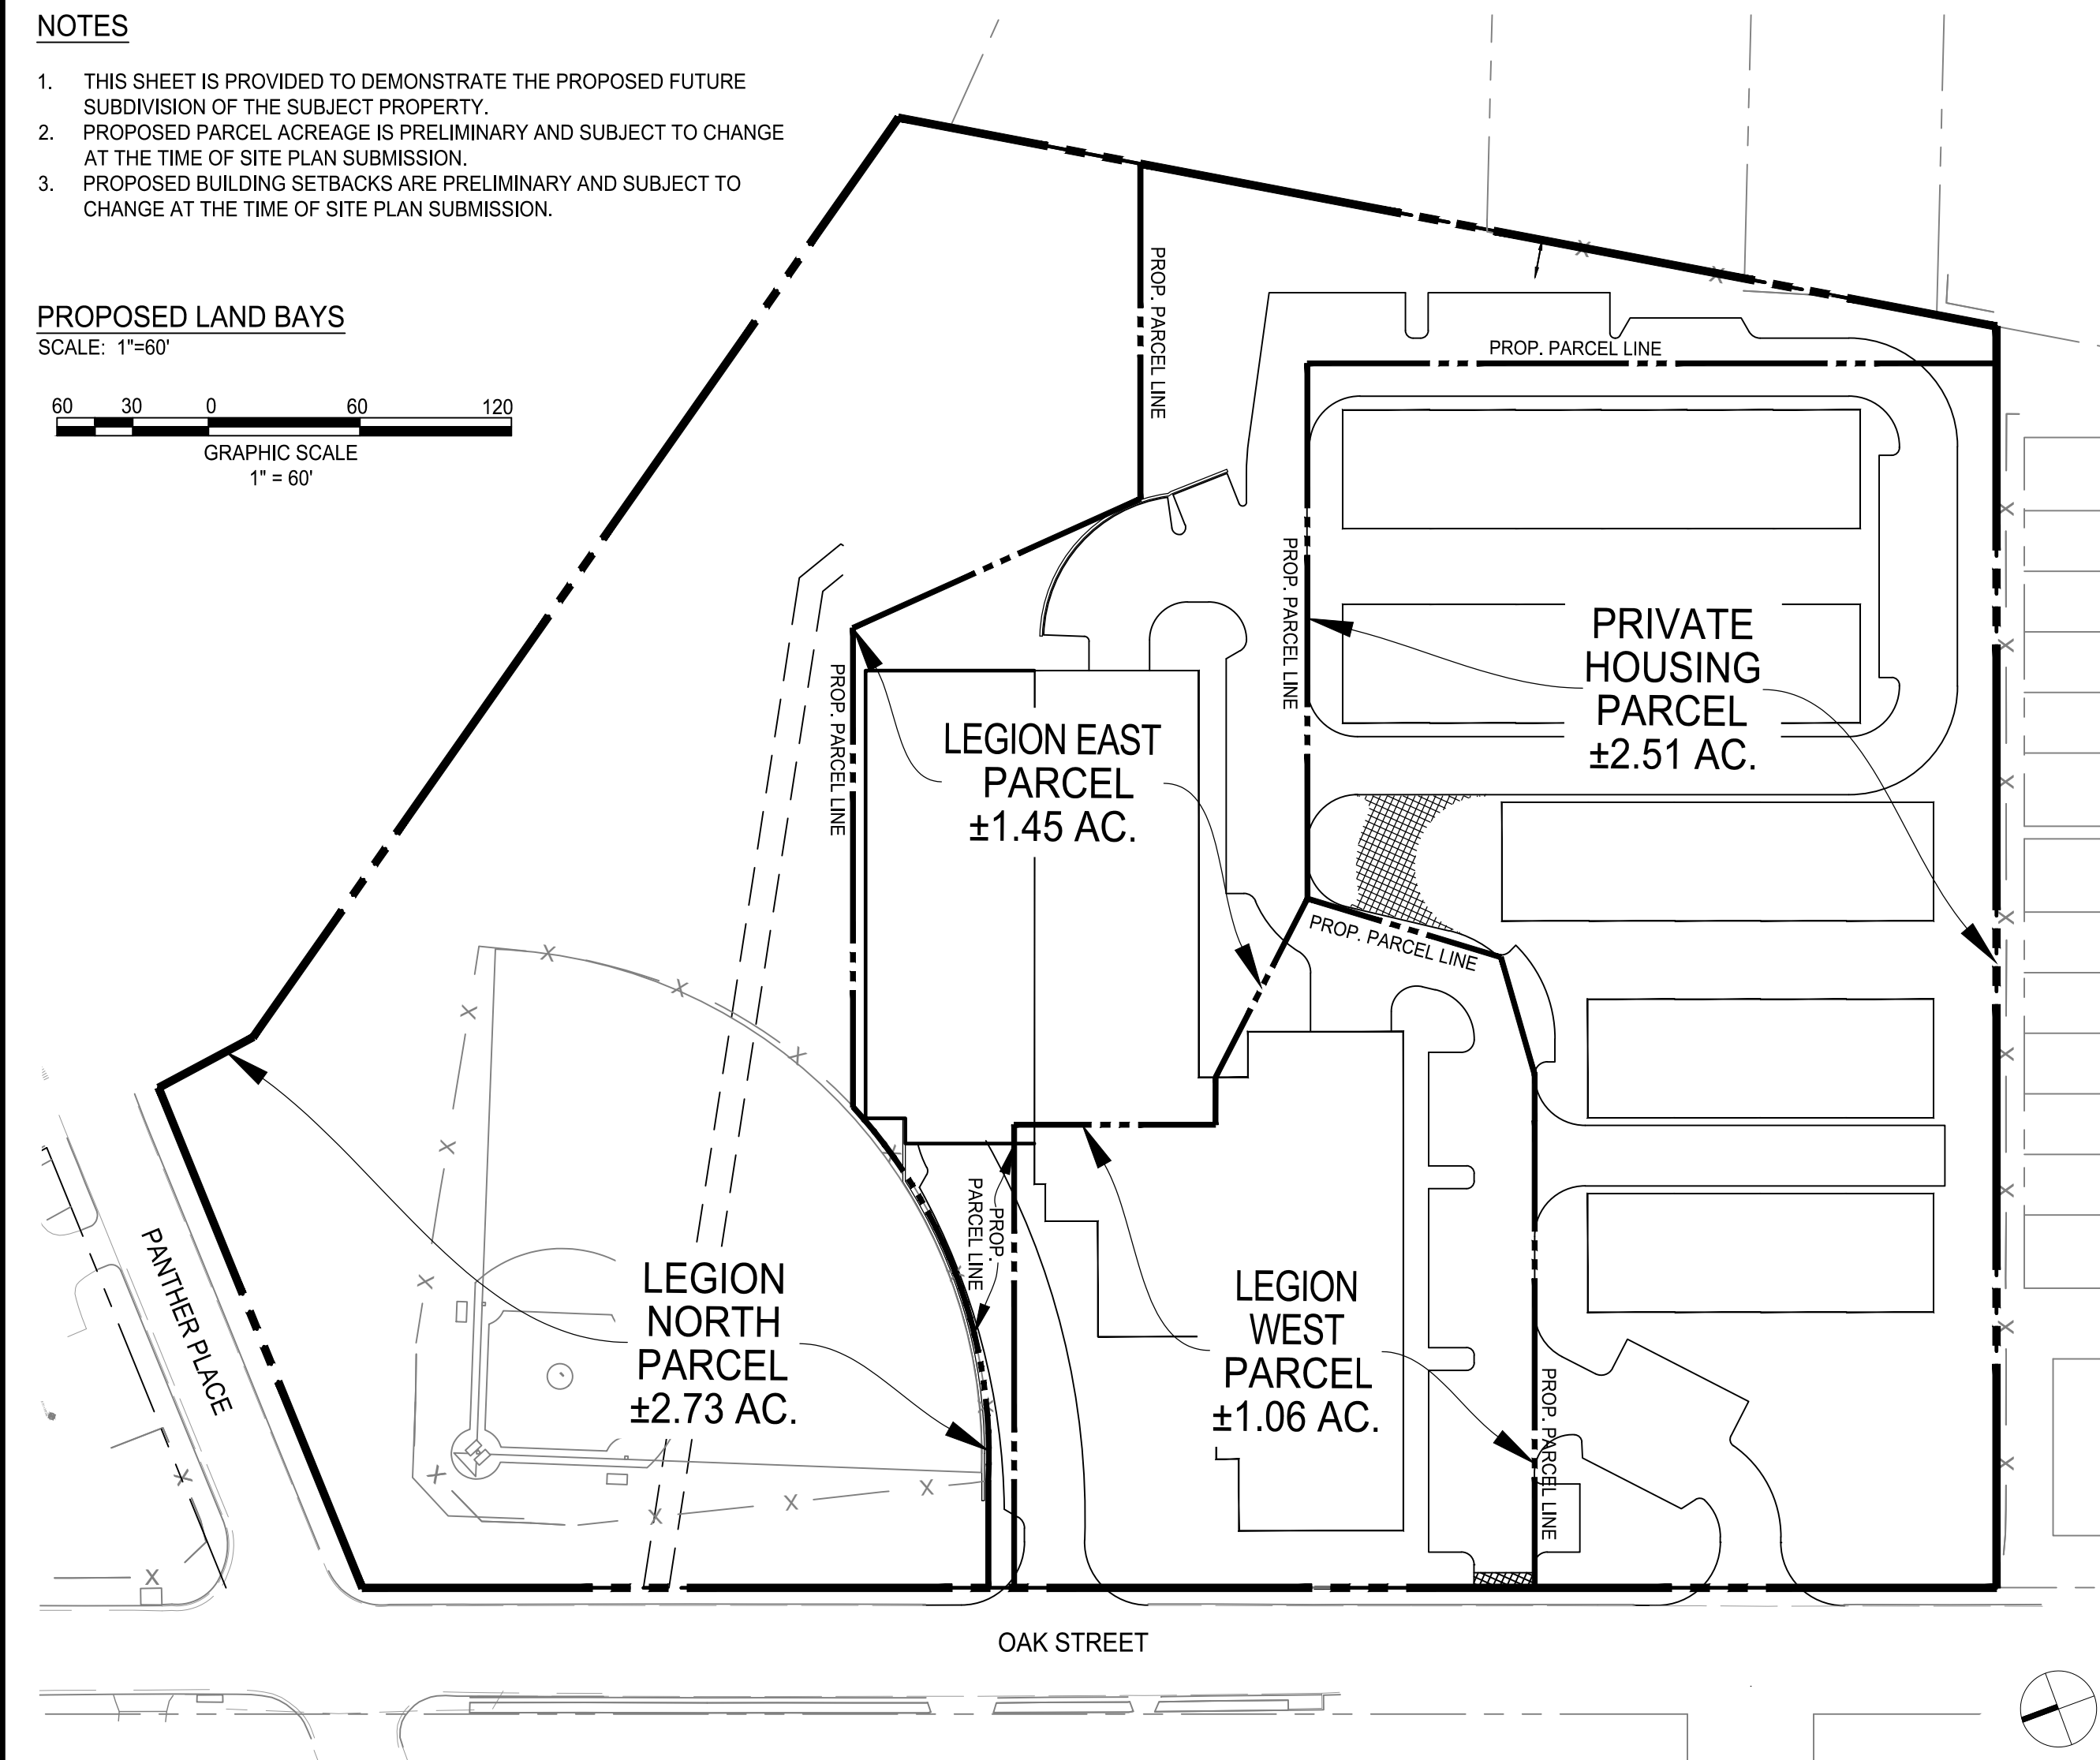 NOTES
1. THIS SHEET IS PROVIDED TO DEMONSTRATE THE PROPOSED FUTURE
SUBDIVISION OF THE SUBJECT PROPERTY.
2. PROPOSED PARCEL ACREAGE IS PRELIMINARY AND SUBJECT TO CHANGE
AT THE TIME OF SITE PLAN SUBMISSION.
3. PROPOSED BUILDING SETBACKS ARE PRELIMINARY AND SUBJECT TO
CHANGE AT THE TIME OF SITE PLAN SUBMISSION.
PROPOSED LAND BAYS
SCALE: 1"=60'
60 30 0 60 120
GRAPHIC SCALE
1" = 60'
PROP. PARCEL LINE
PROP. PARCEL LINE
PROP. PARCEL LINE
PROP. PARCEL LINE
PRIVATE
HOUSING
PARCEL
±2.51 AC.
LEGION EAST
PARCEL
±1.45 AC.
PROP. PARCEL LINE
PROP.
PARCEL LINE
PANTHER PLACE
LEGION
NORTH
PARCEL
±2.73 AC.
LEGION
WEST
PARCEL
±1.06 AC.
PROP. PARCEL LINE
OAK STREET